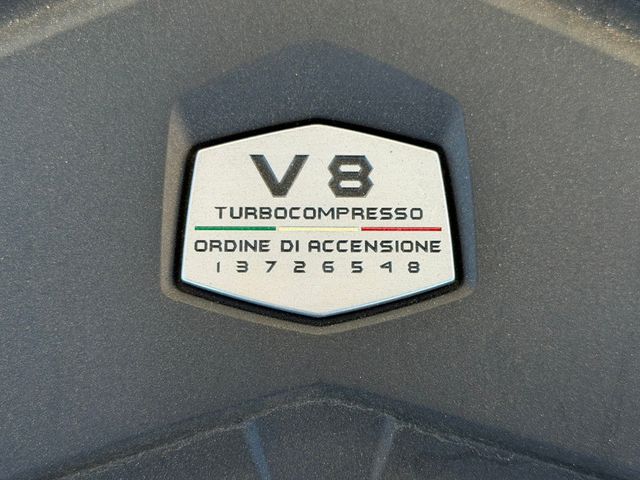 V8
TURBOCOMPRESSO
ORDINE DI ACCENSIONE
1 3 7 2 6 5 4 8